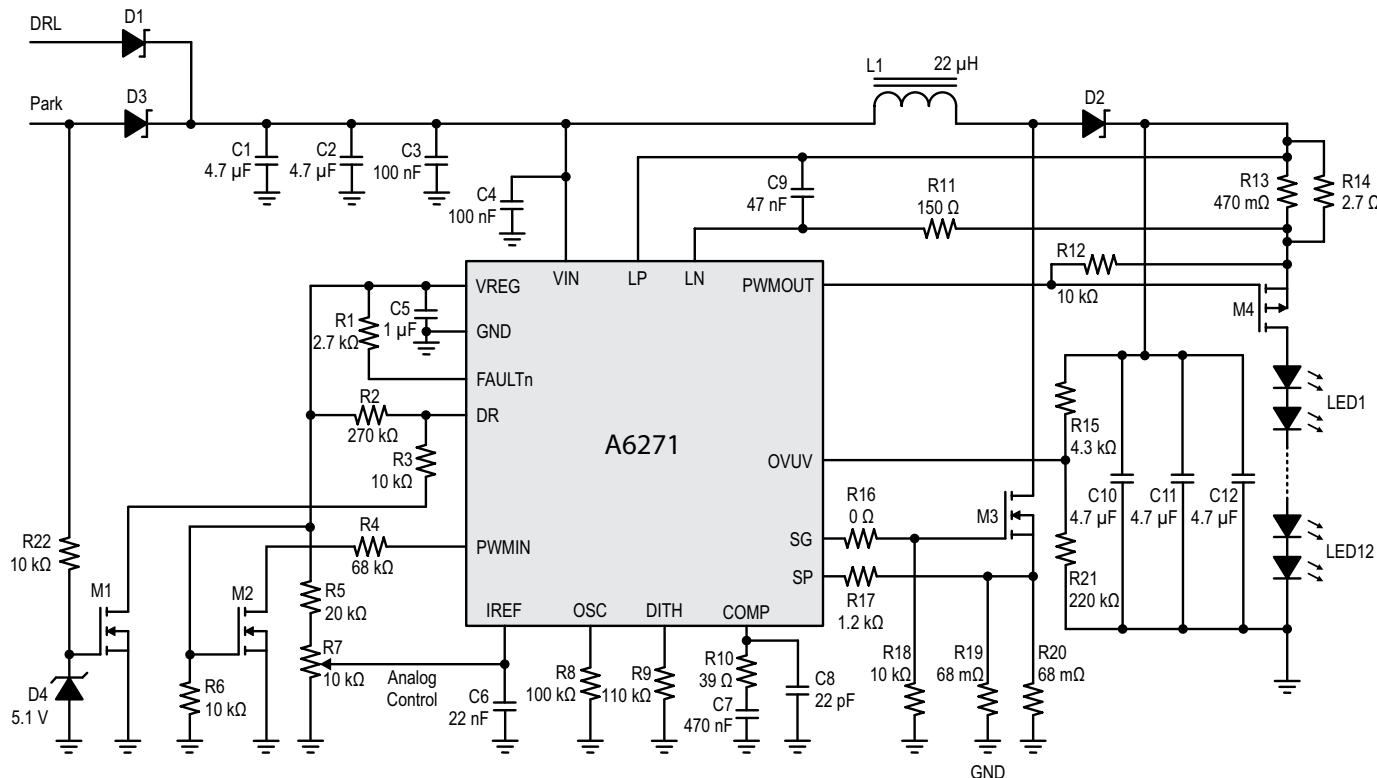 DRL
D1
Park
D3
C1
4.7 µF
C2
4.7 µF
C3
100 nF
C4
100 nF
L1
22 µH
D2
C9
47 nF
R11
150 Ω
R13
470 mΩ
R14
2.7 Ω
R12
10 kΩ
M4
VREG
VIN
LP
LN
PWMOUT
GND
FAULTn
DR
PWMIN
IREF
OSC
DITH
COMP
OVUV
SG
SP
A6271
R1
2.7 kΩ
C5
1 µF
R2
270 kΩ
R3
10 kΩ
R4
68 kΩ
R22
10 kΩ
M1
M2
D4
5.1 V
R6
10 kΩ
R5
20 kΩ
R7
10 kΩ
Analog
Control
C6
22 nF
R8
100 kΩ
R9
110 kΩ
R10
39 Ω
C7
470 nF
C8
22 pF
R16
0 Ω
R17
1.2 kΩ
R18
10 kΩ
R19
68 mΩ
R20
68 mΩ
GND
M3
R15
4.3 kΩ
R21
220 kΩ
C10
4.7 µF
C11
4.7 µF
C12
4.7 µF
LED1
LED12